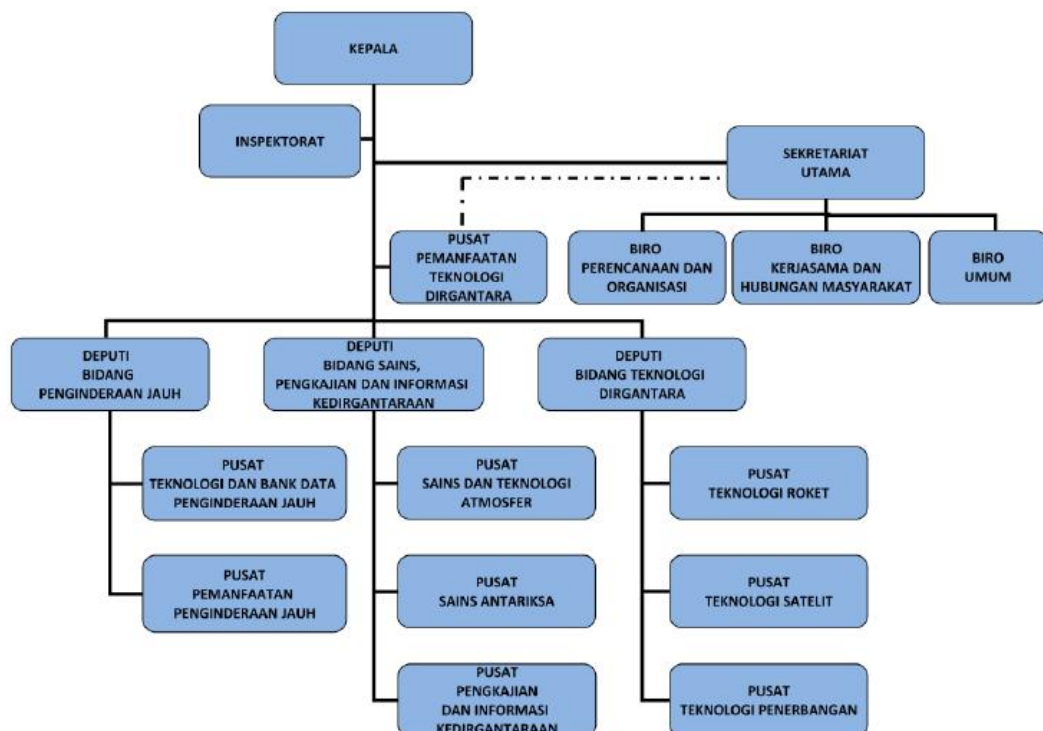 KEPALA
INSPEKTORAT
SEKRETARIAT
UTAMA
PUSAT
PEMANFAATAN
TEKNOLOGI
DIRGANTARA
BIRO
PERENCANAAN DAN
ORGANISASI
BIRO
KERJASAMA DAN
HUBUNGAN MASYARAKAT
BIRO
UMUM
DEPUTI
BIDANG
PENGINDERAAN JAUH
DEPUTI
BIDANG SAINS,
PENGKAJIAN DAN INFORMASI
KEDIRGANTARAAN
DEPUTI
BIDANG TEKNOLOGI
DIRGANTARA
PUSAT
TEKNOLOGI DAN BANK DATA
PENGINDERAAN JAUH
PUSAT
SAINS DAN TEKNOLOGI
ATMOSFER
PUSAT
TEKNOLOGI ROKET
PUSAT
PEMANFAATAN
PENGINDERAAN JAUH
PUSAT
SAINS ANTARIKSA
PUSAT
TEKNOLOGI SATELIT
PUSAT
PENGKAJIAN
DAN INFORMASI
KEDIRGANTARAAN
PUSAT
TEKNOLOGI PENERBANGAN